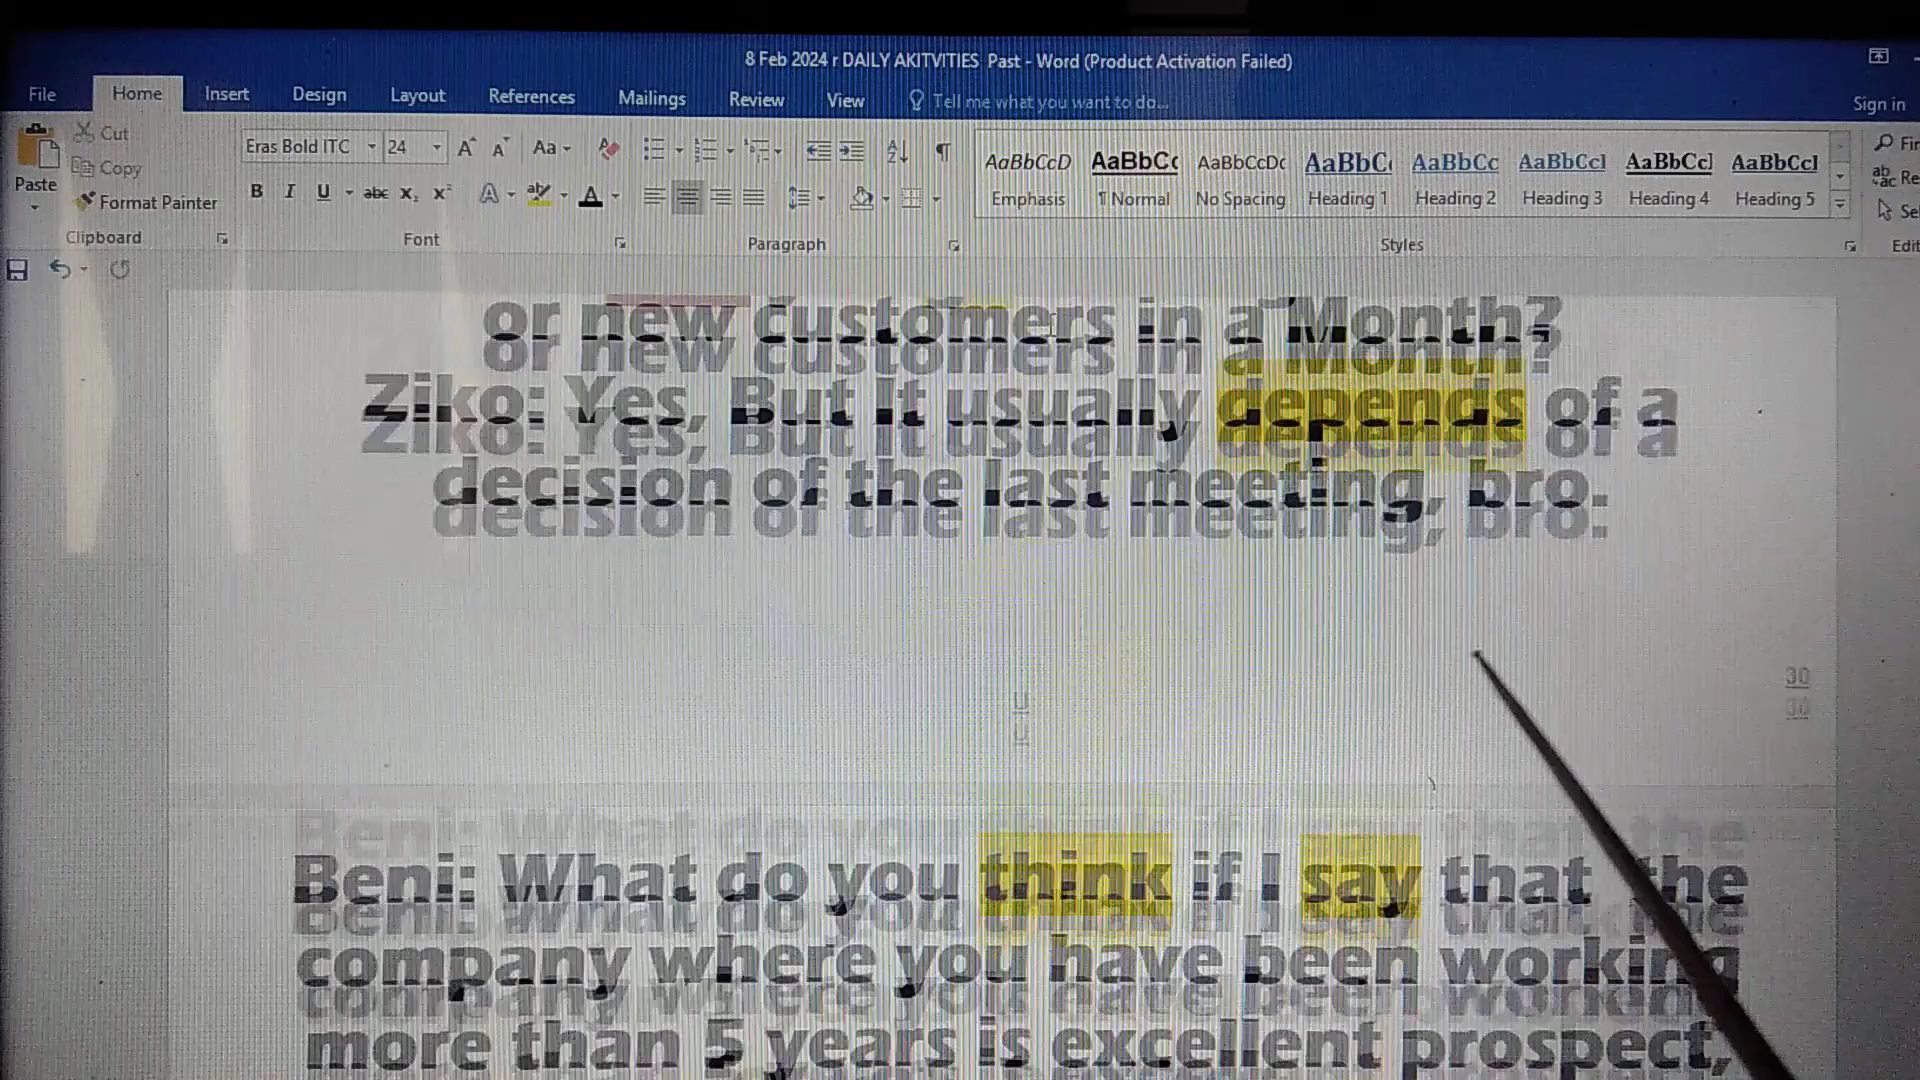 8 Feb 2024 r DAILY AKITVITIES Past - Word (Product Activation Failed)
File Home Insert Design Layout References Mailings Review View Tell me what you want to do... Sign in
Cut
Copy
Format Painter
Paste
Clipboard
Eras Bold ITC 24
Font
Paragraph
AaBbCcD AaBbCc AaBbCcDc AaBbC AaBbCc AaBbCcI AaBbCcI AaBbCcI
Emphasis ¶ Normal No Spacing Heading 1 Heading 2 Heading 3 Heading 4 Heading 5
Styles
or new customers in a Month?
Ziko: Yes, But It usually depends of a
decision of the last meeting, bro.
30
Beni: What do you think if I say that the
company where you have been working
more than 5 years is excellent prospect,